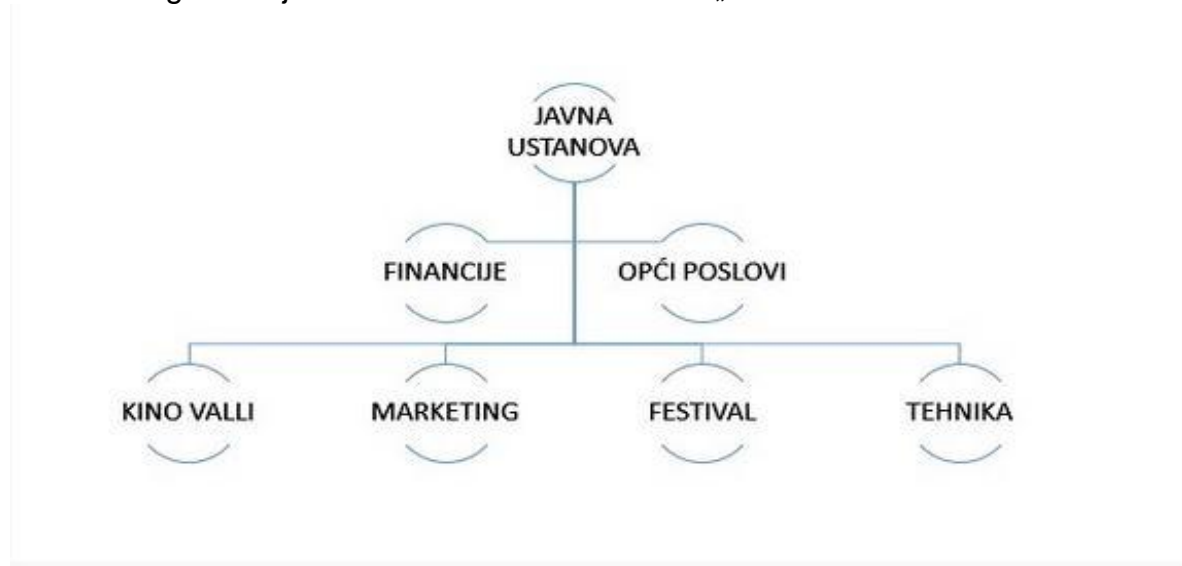 JAVNA
USTANOVA
FINANCIJE
OPĆI POSLOVI
KINO VALLI
MARKETING
FESTIVAL
TEHNIKA